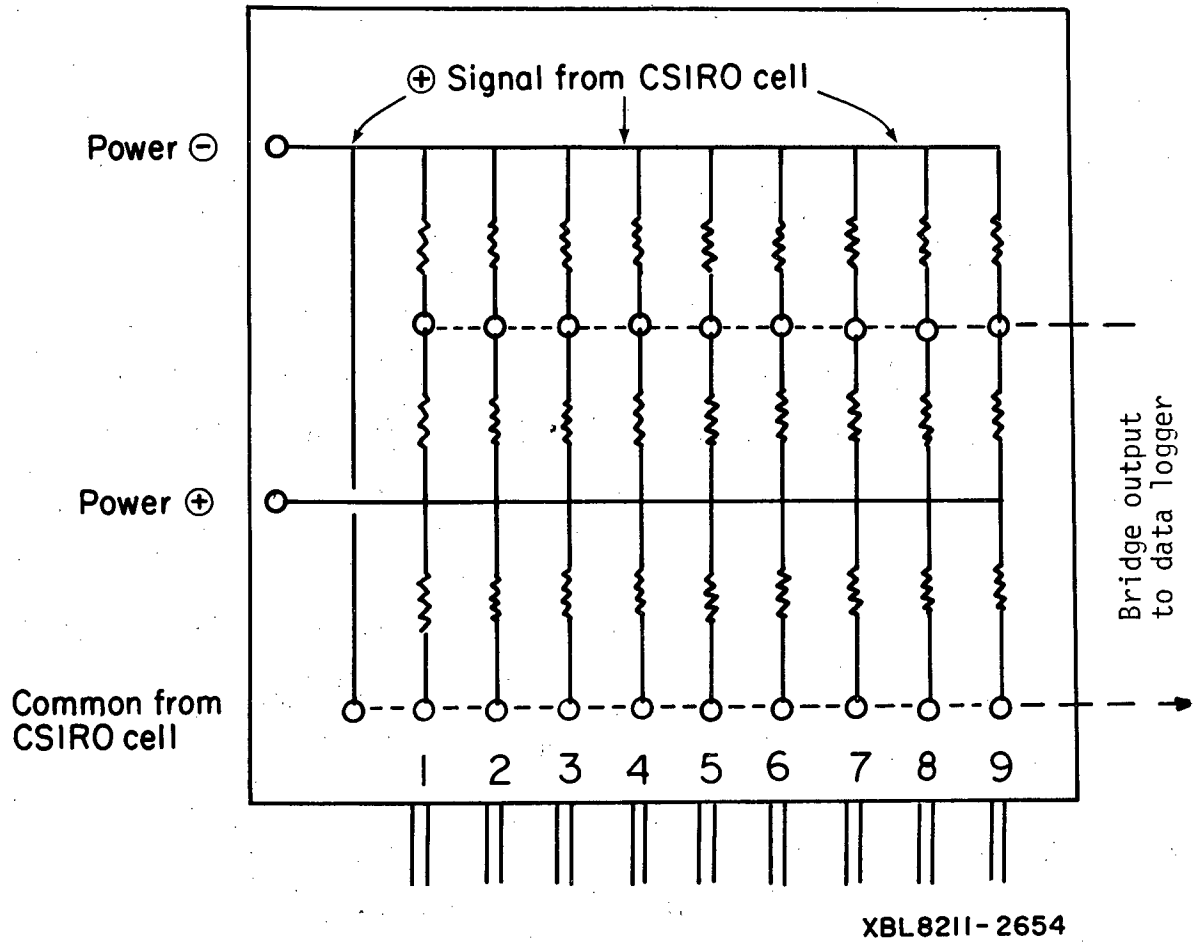 ⊕ Signal from CSIRO cell
Power ⊖
Power ⊕
Bridge output
to data logger
Common from
CSIRO cell
1 2 3 4 5 6 7 8 9
XBL8211-2654